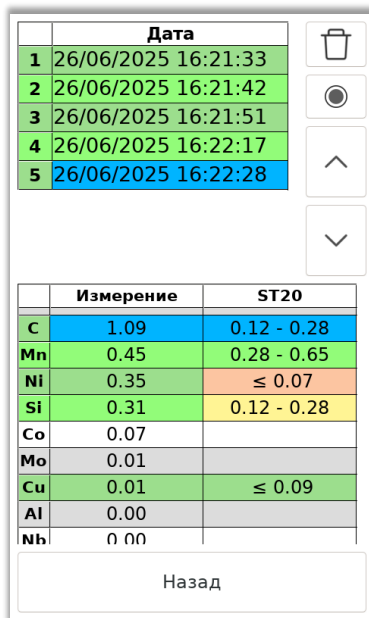 Дата
1 26/06/2025 16:21:33
2 26/06/2025 16:21:42
3 26/06/2025 16:21:51
4 26/06/2025 16:22:17
5 26/06/2025 16:22:28
Измерение ST20
C 1.09 0.12 - 0.28
Mn 0.45 0.28 - 0.65
Ni 0.35 ≤ 0.07
Si 0.31 0.12 - 0.28
Co 0.07
Mo 0.01
Cu 0.01 ≤ 0.09
Al 0.00
Nb 0.00
Назад